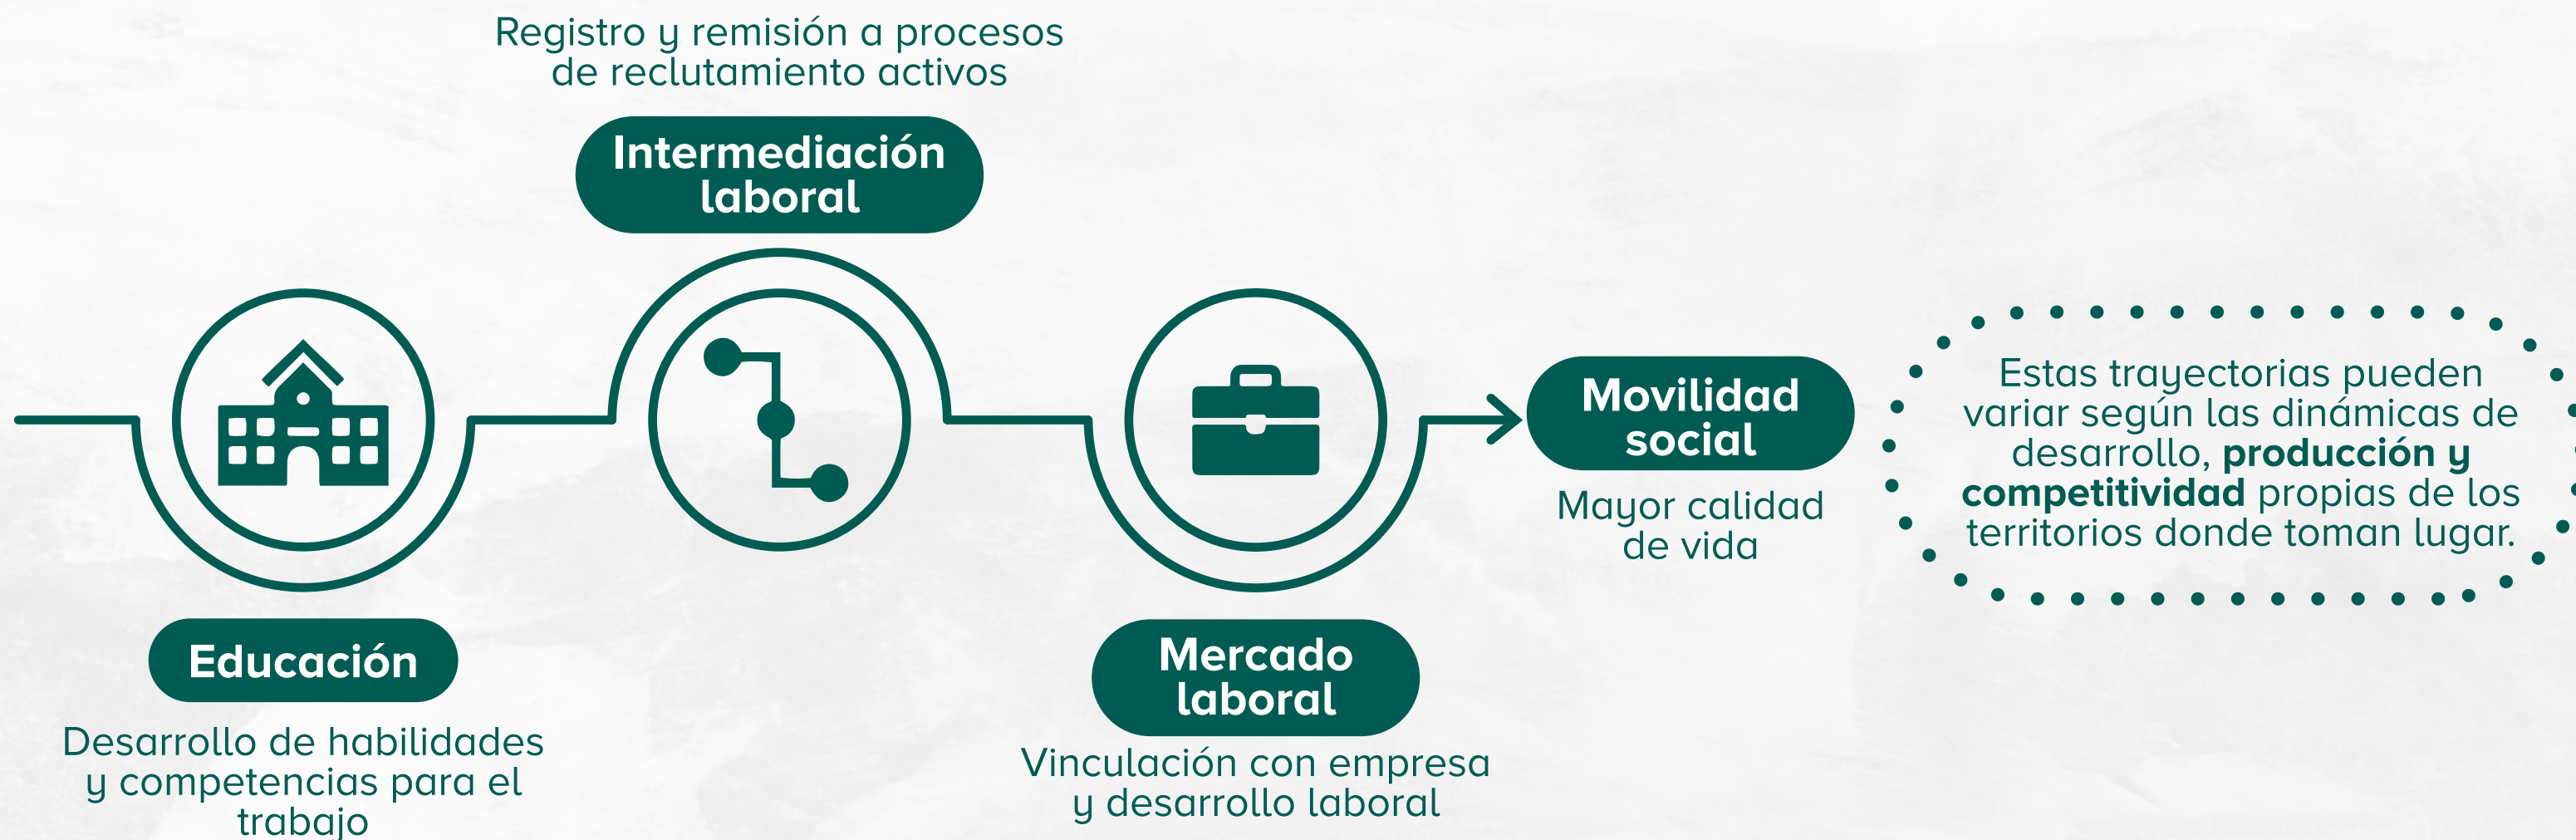 Registro y remisión a procesos
de reclutamiento activos
Intermediación
laboral
Educación
Desarrollo de habilidades
y competencias para el
trabajo
Mercado
laboral
Vinculación con empresa
y desarrollo laboral
Movilidad
social
Mayor calidad
de vida
Estas trayectorias pueden
variar según las dinámicas de
desarrollo, producción y
competitividad propias de los
territorios donde toman lugar.